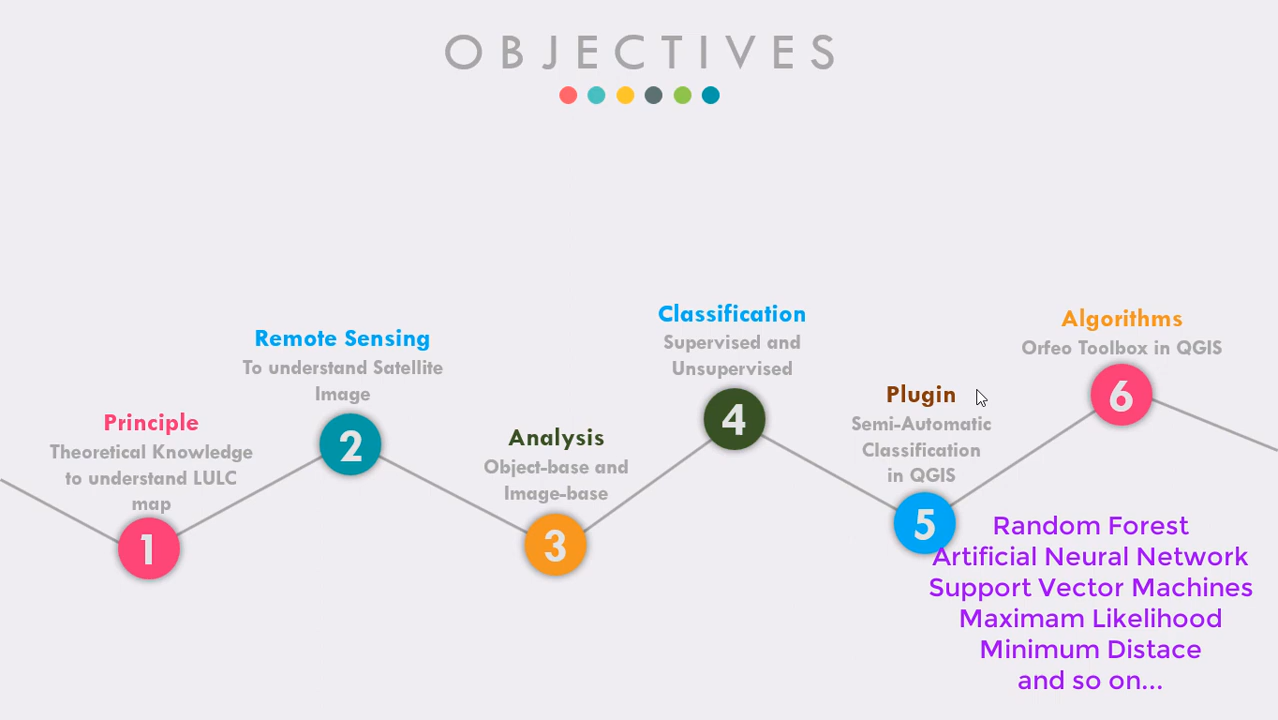 OBJECTIVES
Principle
Theoretical Knowledge
to understand LULC
map
1
Remote Sensing
To understand Satellite
Image
2
Analysis
Object-base and
Image-base
3
Classification
Supervised and
Unsupervised
4
Plugin
Semi-Automatic
Classification
in QGIS
5
Algorithms
Orfeo Toolbox in QGIS
6
Random Forest
Artificial Neural Network
Support Vector Machines
Maximam Likelihood
Minimum Distace
and so on...